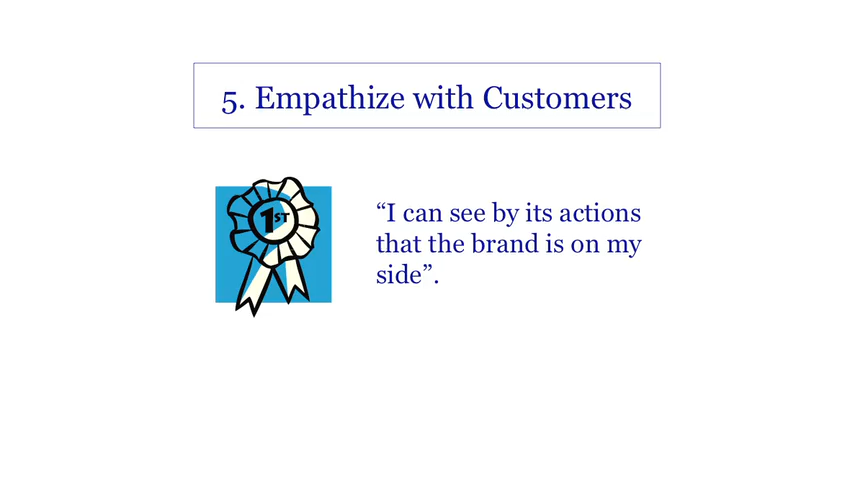 5. Empathize with Customers
1ST
“I can see by its actions
that the brand is on my
side”.